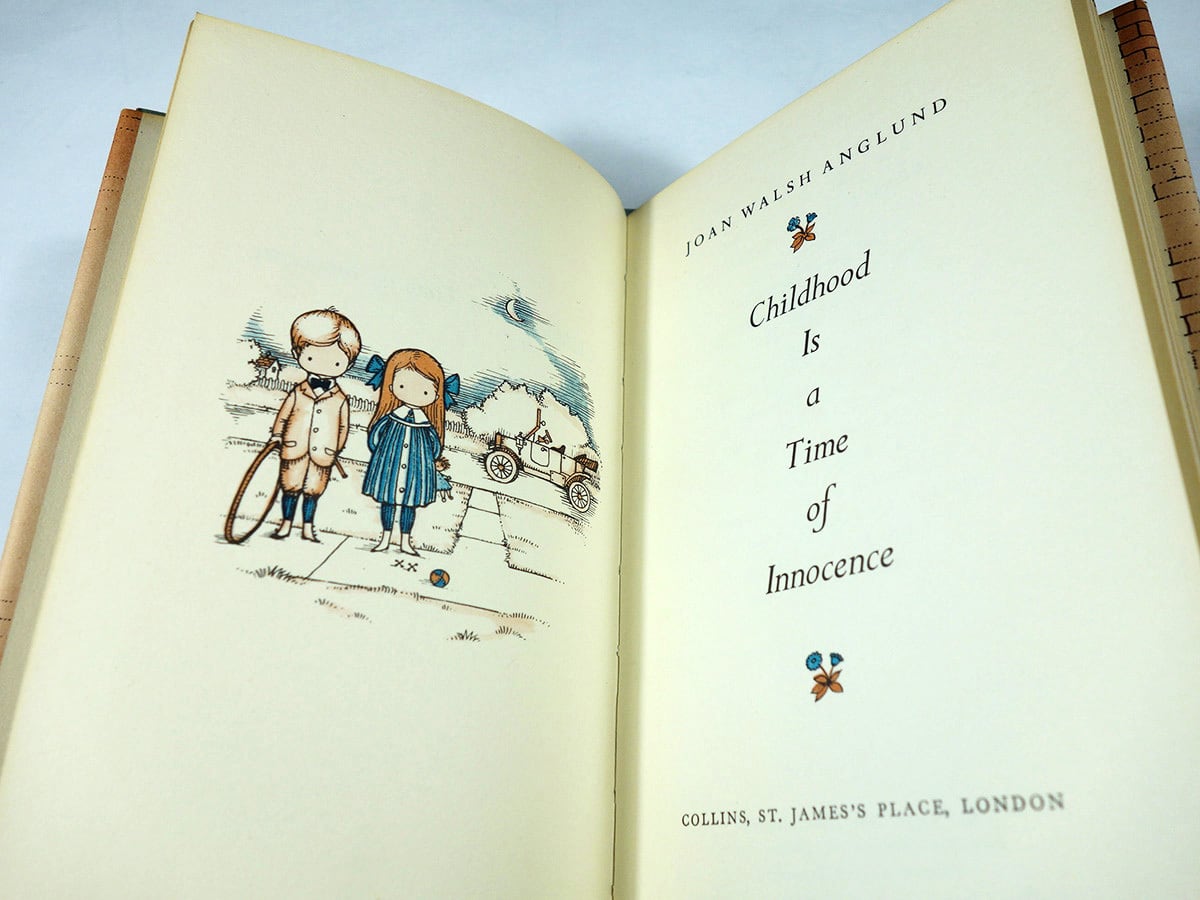 JOAN WALSH ANGLUND
Childhood
Is
a
Time
of
Innocence
COLLINS, ST. JAMES'S PLACE, LONDON